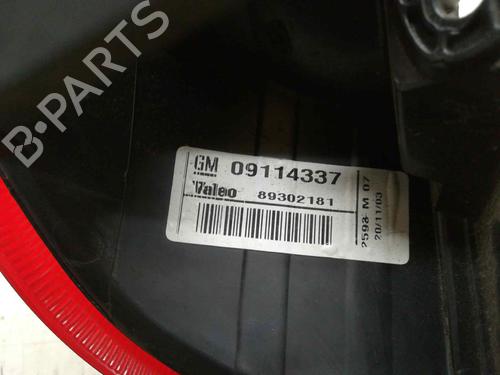 B-PARTS
GM 09114337
Valeo 89302181
2598 M 07
20/11/03